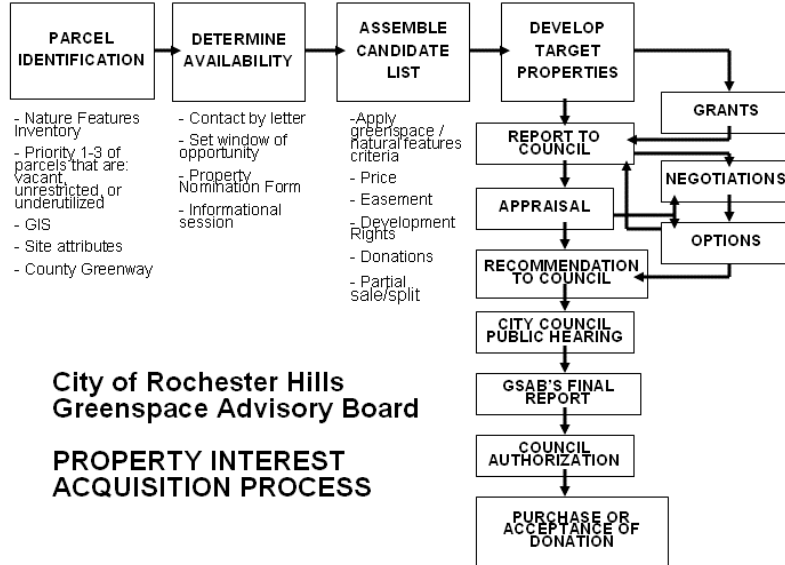 PARCEL
IDENTIFICATION
DETERMINE
AVAILABILITY
ASSEMBLE
CANDIDATE
LIST
DEVELOP
TARGET
PROPERTIES
- Nature Features
Inventory
- Priority 1-3 of
parcels that are:
vacant,
unrestricted, or
underutilized
- GIS
- Site attributes
- County Greenway
- Contact by letter
- Set window of
opportunity
- Property
Nomination Form
- Informational
session
-Apply
greenspace /
natural features
criteria
- Price
- Easement
- Development
Rights
- Donations
- Partial
sale/split
GRANTS
REPORT TO
COUNCIL
NEGOTIATIONS
APPRAISAL
OPTIONS
RECOMMENDATION
TO COUNCIL
CITY COUNCIL
PUBLIC HEARING
GSAB'S FINAL
REPORT
COUNCIL
AUTHORIZATION
PURCHASE OR
ACCEPTANCE OF
DONATION
City of Rochester Hills
Greenspace Advisory Board
PROPERTY INTEREST
ACQUISITION PROCESS